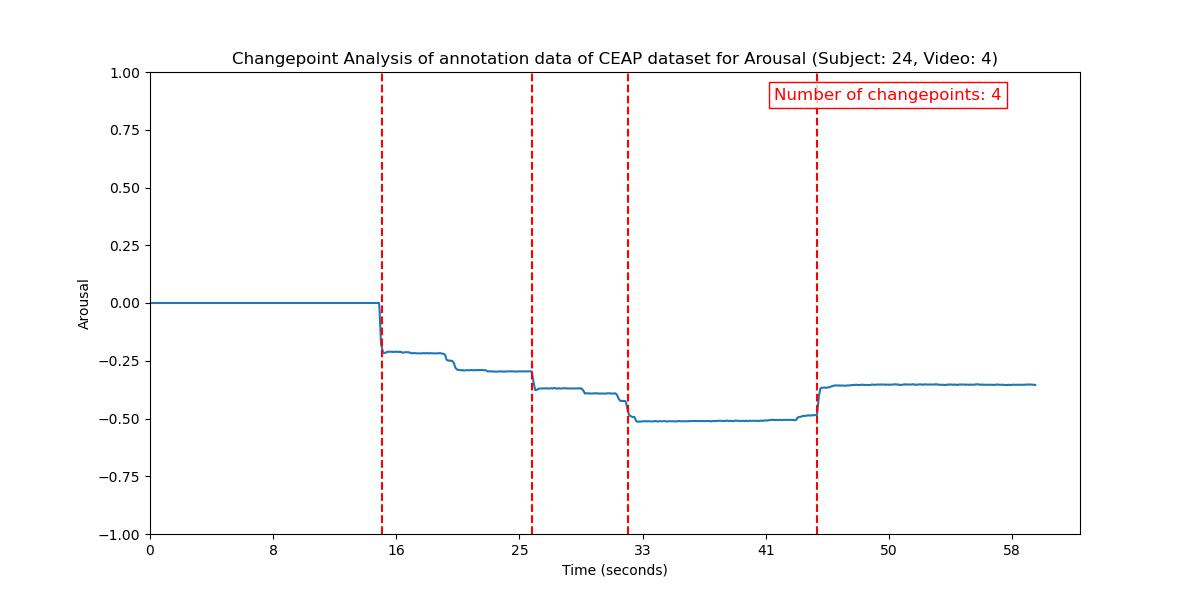 Changepoint Analysis of annotation data of CEAP dataset for Arousal (Subject: 24, Video: 4)
Number of changepoints: 4
1.00
0.75
0.50
0.25
0.00
−0.25
−0.50
−0.75
−1.00
Arousal
0 8 16 25 33 41 50 58
Time (seconds)